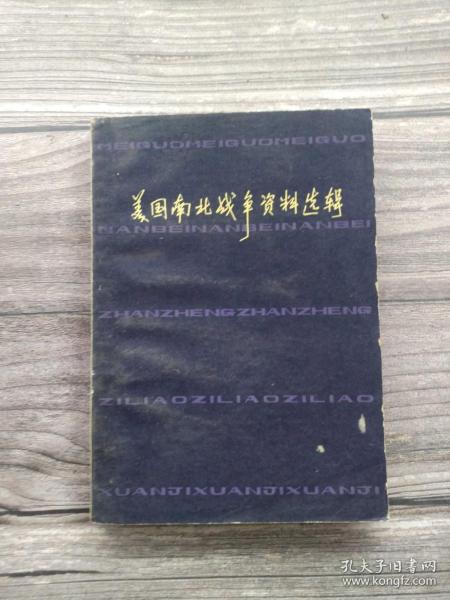 MEIGUOMEIGUOMEIGUO
美国南北战争资料选辑
NANBEINANBEINANBEI
ZHANZHENGZHANZHENG
ZILIAOZILIAOZILIAO
XUANJIXUANJIXUANJI
孔夫子旧书网
www.kongfz.com